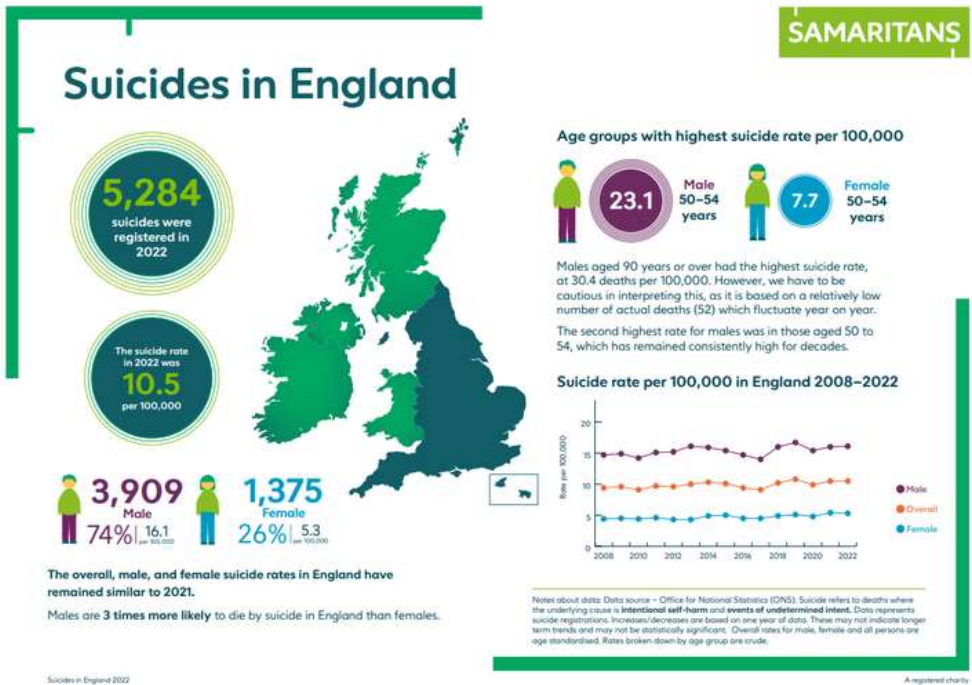 SAMARITANS
Suicides in England
5,284
suicides were
registered in
2022
The suicide rate
in 2022 was
10.5
per 100,000
3,909
Male
74%
16.1
per 100,000
1,375
Female
26%
5.3
per 100,000
The overall, male, and female suicide rates in England have
remained similar to 2021.
Males are 3 times more likely to die by suicide in England than females.
Age groups with highest suicide rate per 100,000
23.1
Male
50–54
years
7.7
Female
50–54
years
Males aged 90 years or over had the highest suicide rate,
at 30.4 deaths per 100,000. However, we have to be
cautious in interpreting this, as it is based on a relatively low
number of actual deaths (52) which fluctuate year on year.
The second highest rate for males was in those aged 50 to
54, which has remained consistently high for decades.
Suicide rate per 100,000 in England 2008–2022
Rate per 100,000
20
15
10
5
0
2008 2010 2012 2014 2016 2018 2020 2022
Male
Overall
Female
Notes about data: Data source – Office for National Statistics (ONS). Suicide refers to deaths where
the underlying cause is intentional self-harm and events of undetermined intent. Data represents
suicide registrations. Increases/decreases are based on one year of data. These may not indicate longer
term trends and may not be statistically significant. Overall rates for male, female and all persons are
age standardised. Rates broken down by age group are crude.
Suicides in England 2022
A registered charity